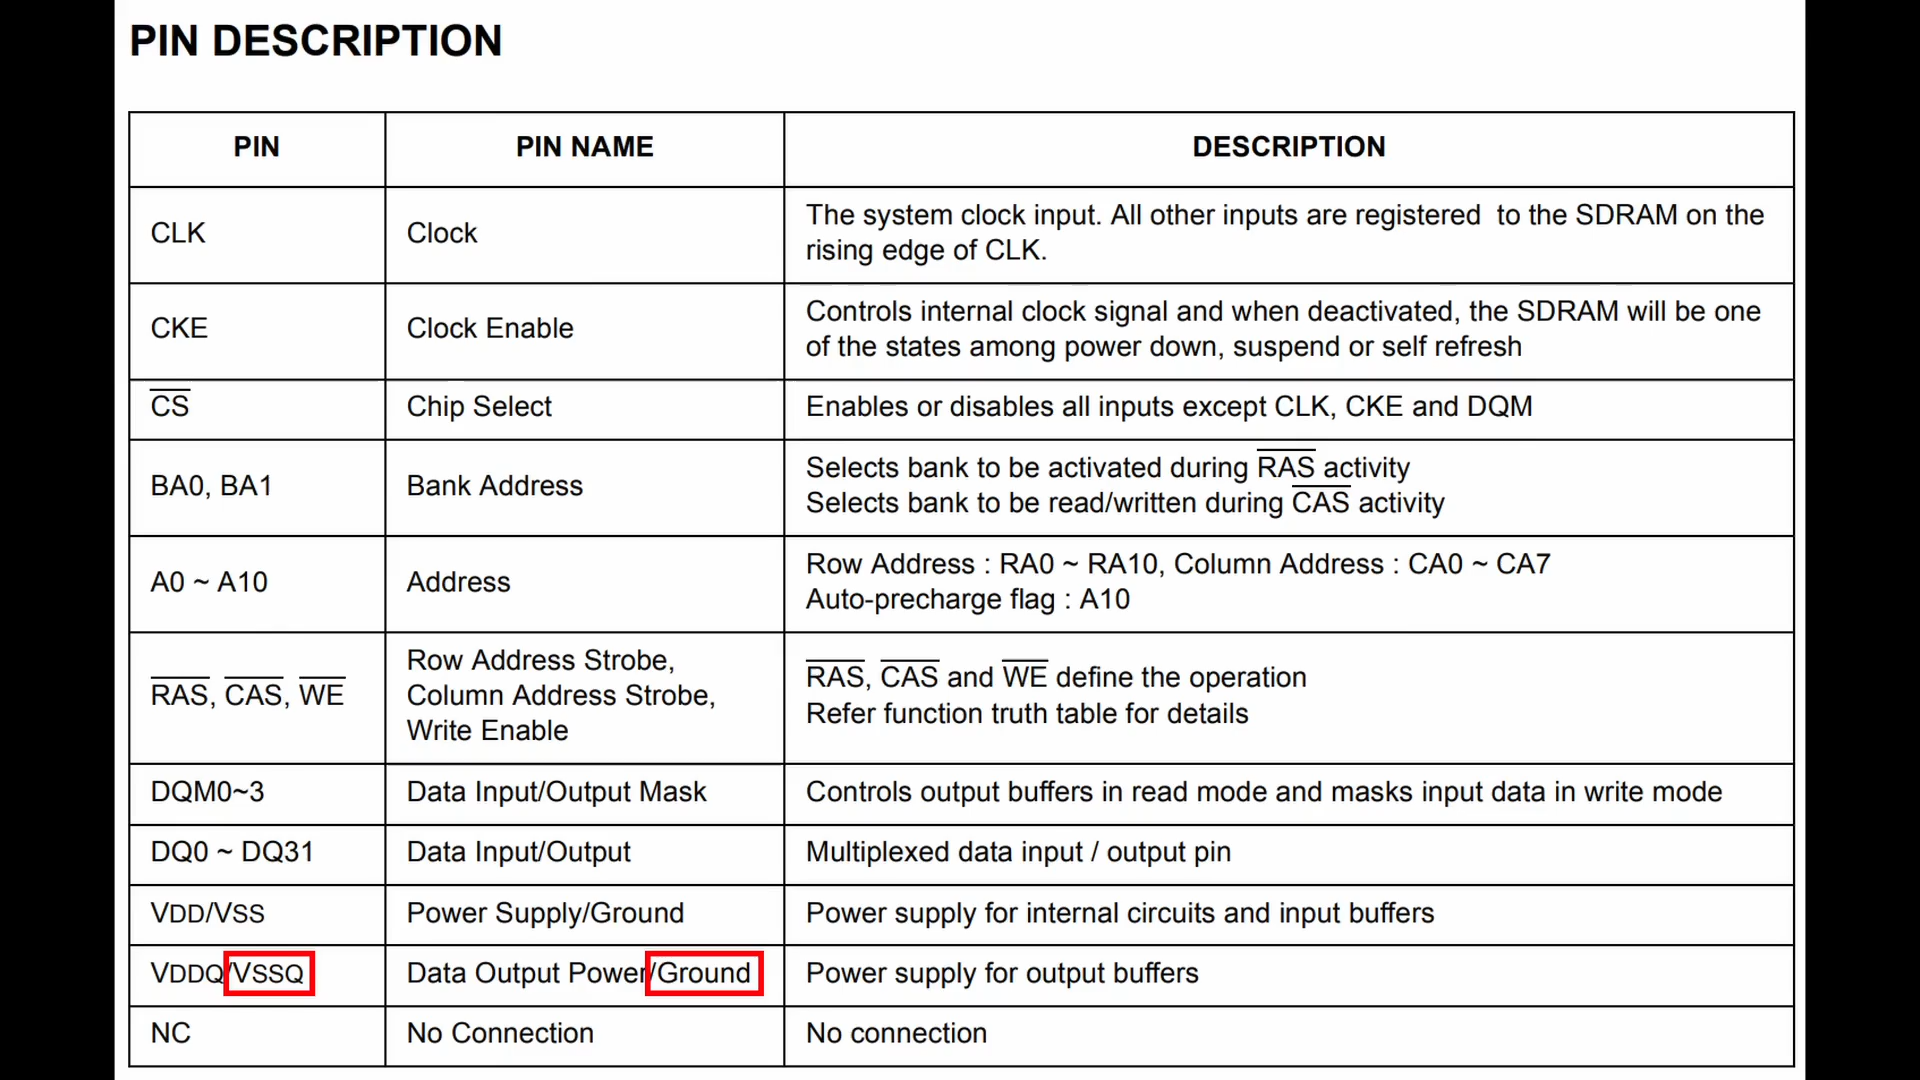 PIN DESCRIPTION
PIN PIN NAME DESCRIPTION
CLK Clock The system clock input. All other inputs are registered to the SDRAM on the
rising edge of CLK.
CKE Clock Enable Controls internal clock signal and when deactivated, the SDRAM will be one
of the states among power down, suspend or self refresh
CS Chip Select Enables or disables all inputs except CLK, CKE and DQM
BA0, BA1 Bank Address Selects bank to be activated during RAS activity
Selects bank to be read/written during CAS activity
A0 ~ A10 Address Row Address : RA0 ~ RA10, Column Address : CA0 ~ CA7
Auto-precharge flag : A10
RAS, CAS, WE Row Address Strobe,
Column Address Strobe,
Write Enable
RAS, CAS and WE define the operation
Refer function truth table for details
DQM0~3 Data Input/Output Mask Controls output buffers in read mode and masks input data in write mode
DQ0 ~ DQ31 Data Input/Output Multiplexed data input / output pin
VDD/VSS Power Supply/Ground Power supply for internal circuits and input buffers
VDDQ/VSSQ Data Output Power/Ground Power supply for output buffers
NC No Connection No connection